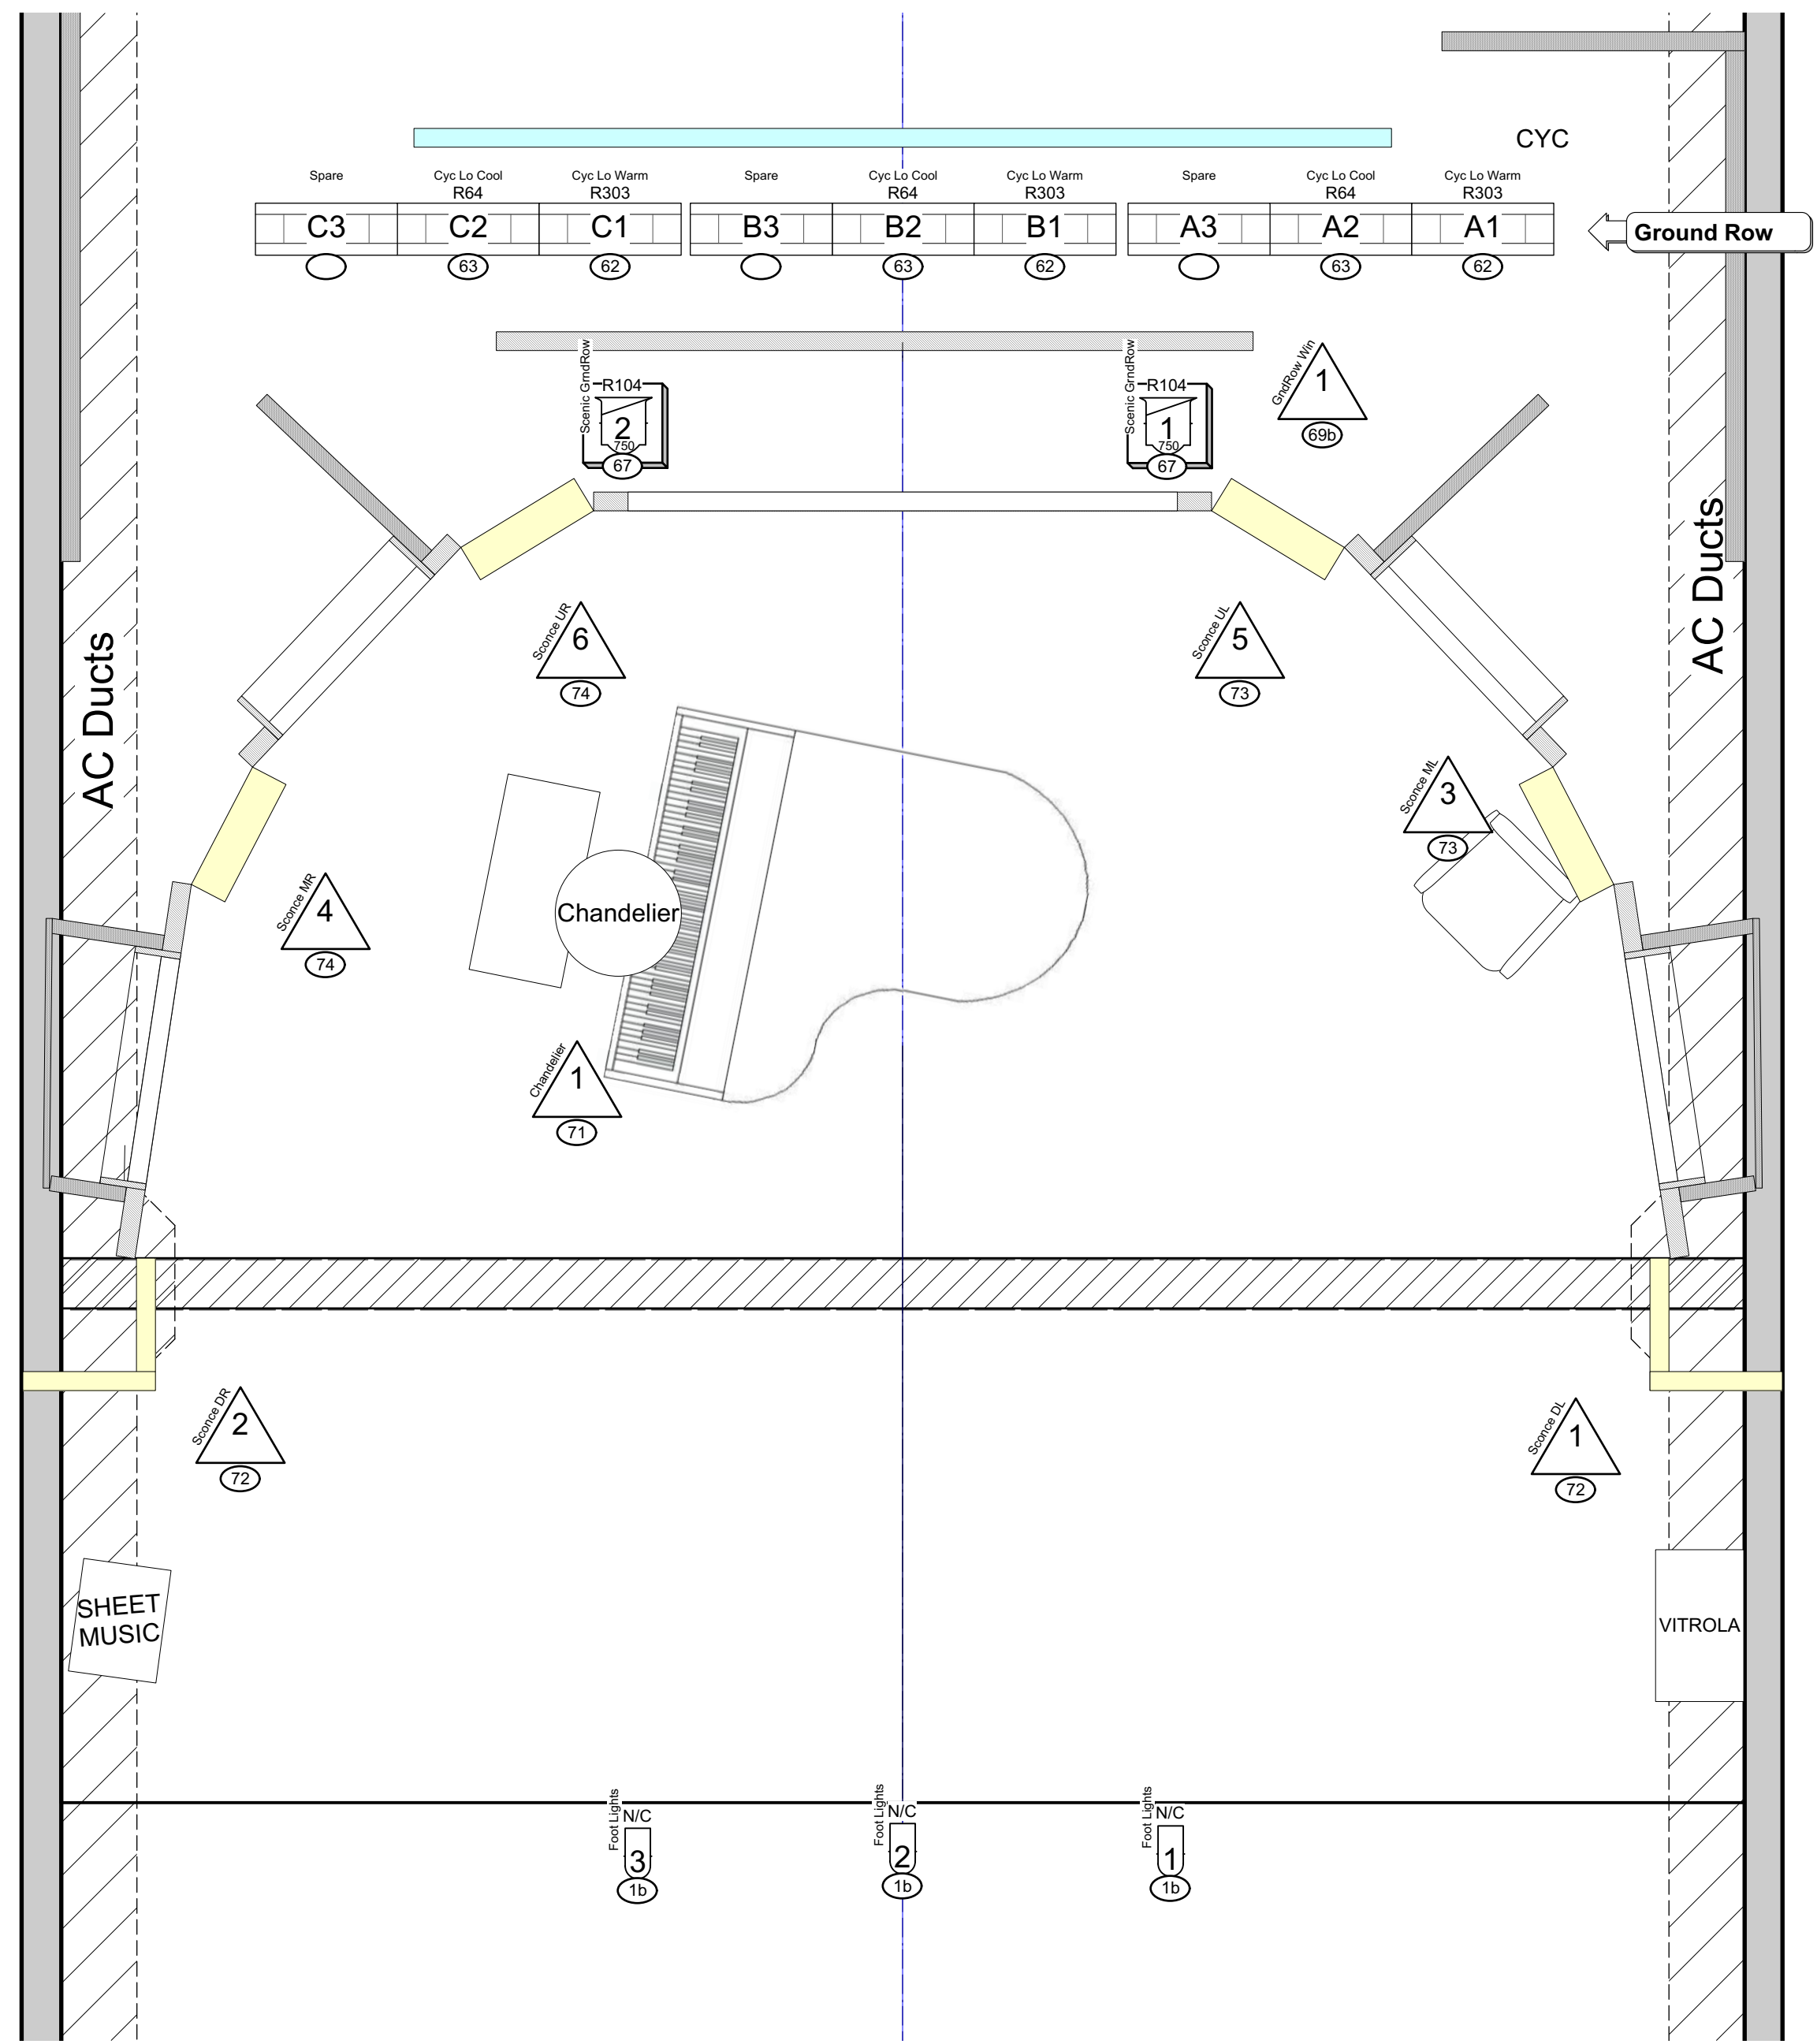 CYC
Spare
Cyc Lo Cool
R64
Cyc Lo Warm
R303
Spare
Cyc Lo Cool
R64
Cyc Lo Warm
R303
Spare
Cyc Lo Cool
R64
Cyc Lo Warm
R303
C3
C2
C1
B3
B2
B1
A3
A2
A1
Ground Row
63
62
63
62
63
62
Scenic GrndRow
R104
2
750
67
Scenic GrndRow
R104
1
750
67
GndRow Win
1
69b
AC Ducts
AC Ducts
Sconce UR
6
74
Sconce UL
5
73
Sconce ML
3
73
Sconce MR
4
74
Chandelier
Chandelier
1
71
Sconce DR
2
72
Sconce DL
1
72
SHEET
MUSIC
VITROLA
Foot Lights
N/C
3
1b
Foot Lights
N/C
2
1b
Foot Lights
N/C
1
1b